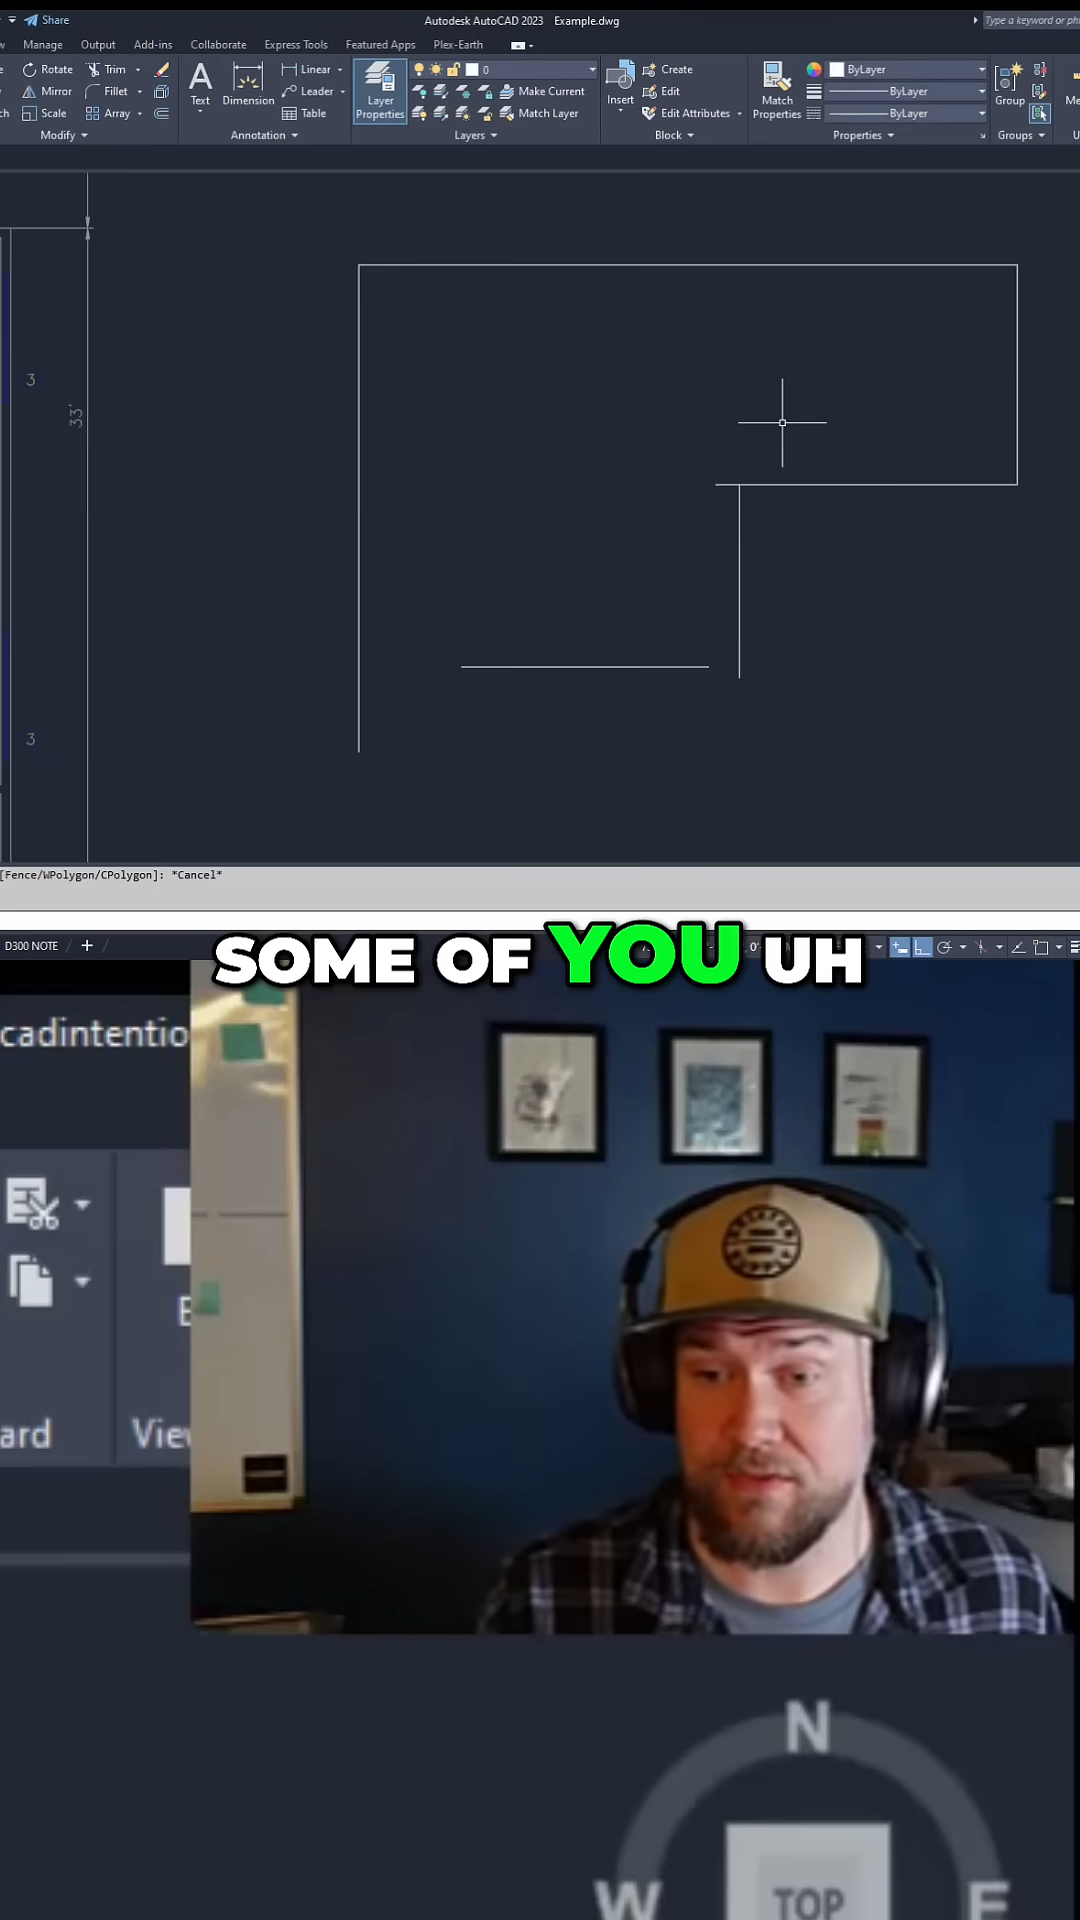 Share
Autodesk AutoCAD 2023 Example.dwg
Type a keyword or ph
Manage Output Add-ins Collaborate Express Tools Featured Apps Plex-Earth
Rotate Trim
Mirror Fillet
Scale Array
Modify
Text
Dimension
Linear
Leader
Table
Annotation
Layer
Properties
0
Make Current
Match Layer
Layers
Insert
Create
Edit
Edit Attributes
Block
Match
Properties
ByLayer
ByLayer
ByLayer
Properties
Group
Groups
3
33'
3
[Fence/WPolygon/CPolygon]: *Cancel*
D300 NOTE
SOME OF YOU UH
cadintentio
ard
View
N
W
TOP
E